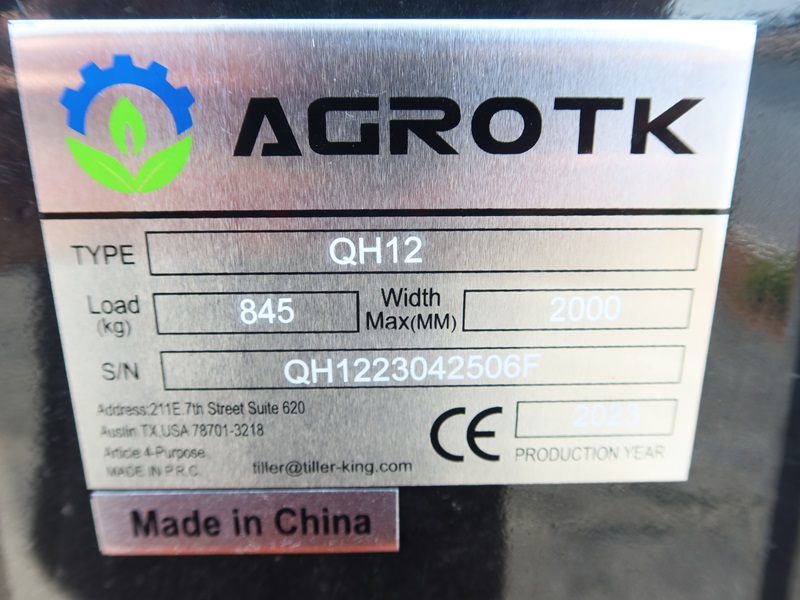 AGROTK
TYPE QH12
Load (kg) 845 Width Max(MM) 2000
S/N QH1223042506F
Address:211E.7th Street Suite 620
Austin TX,USA 78701-3218
Article 4-Purpose
MADE IN P.R.C.
tiller@tiller-king.com
CE
2023
PRODUCTION YEAR
Made in China